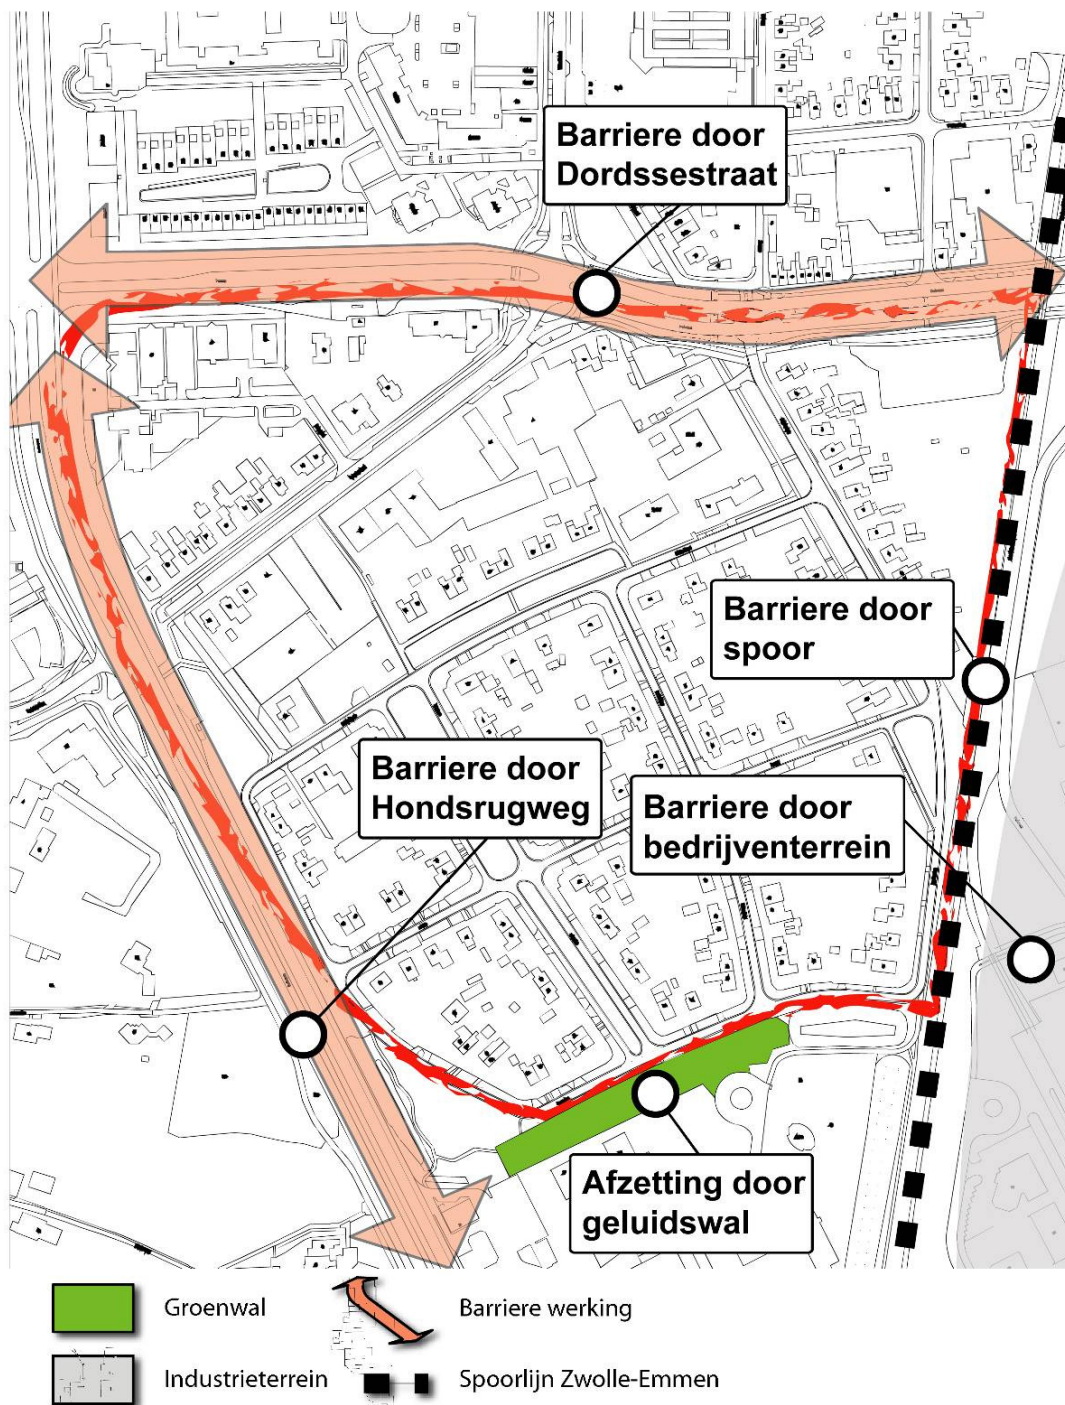 Barriere door
Dordssestraat
Barriere door
spoor
Barriere door
Hondsrugweg
Barriere door
bedrijventerrein
Afzetting door
geluidswal
Groenwal
Barriere werking
Industrieterrein
Spoorlijn Zwolle-Emmen